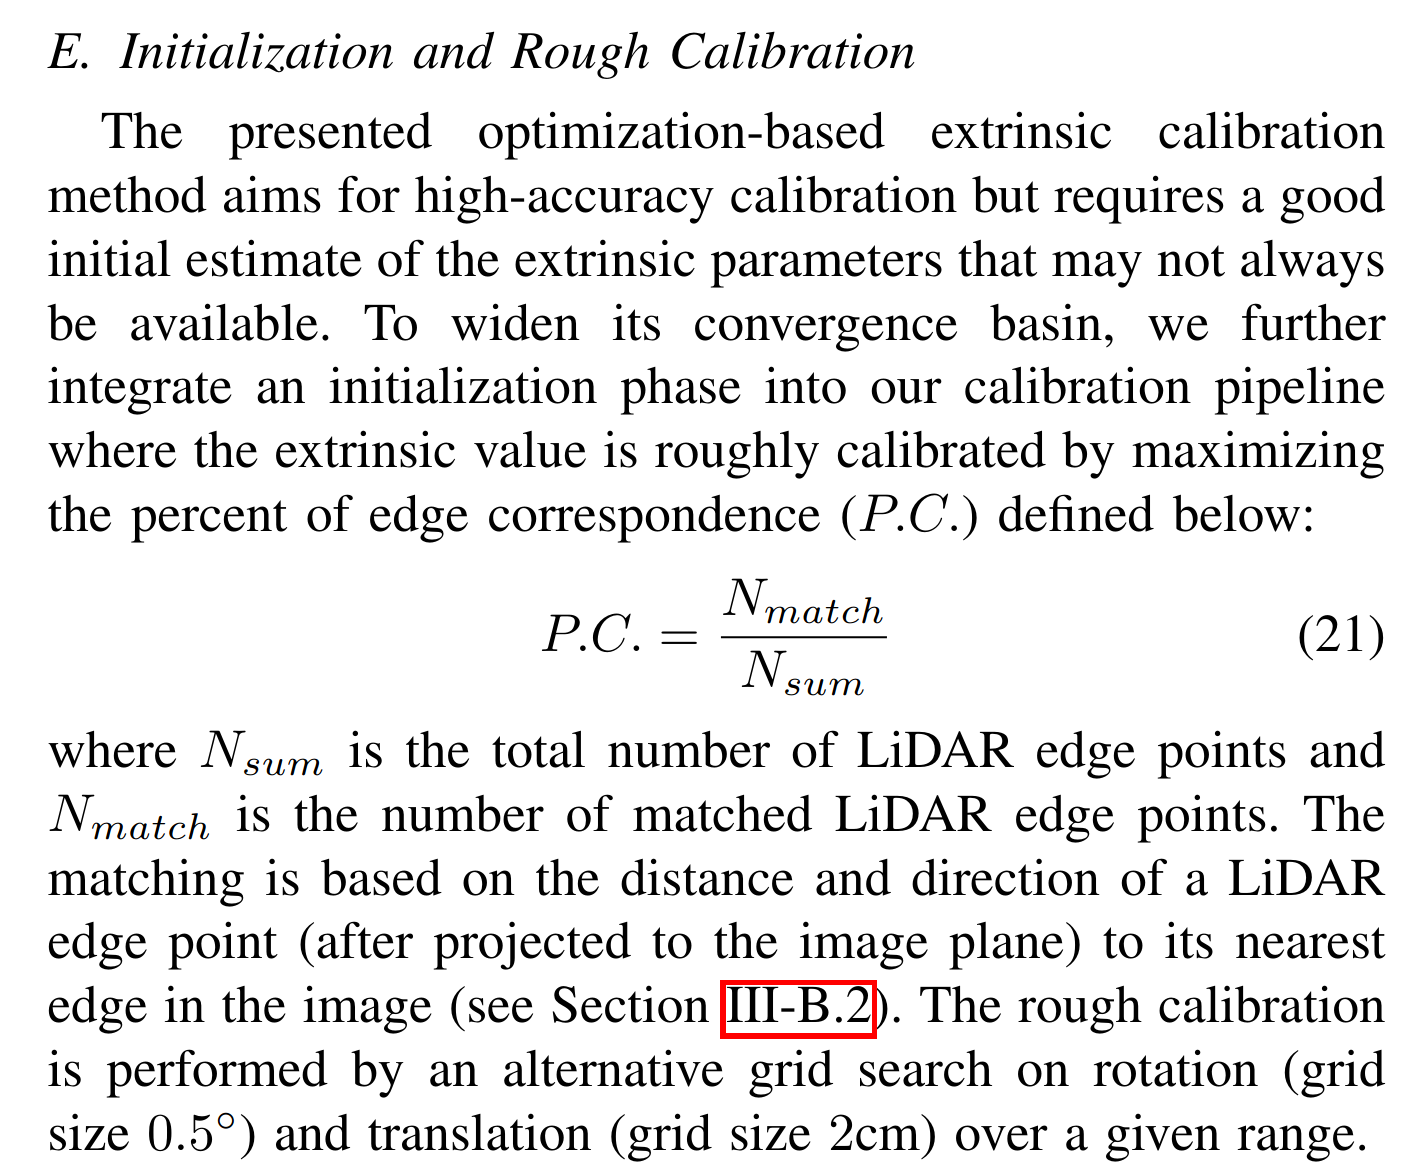 E. Initialization and Rough Calibration
The presented optimization-based extrinsic calibration
method aims for high-accuracy calibration but requires a good
initial estimate of the extrinsic parameters that may not always
be available. To widen its convergence basin, we further
integrate an initialization phase into our calibration pipeline
where the extrinsic value is roughly calibrated by maximizing
the percent of edge correspondence (P.C.) defined below:
P.C. = \frac{N_{match}}{N_{sum}} (21)
where N_{sum} is the total number of LiDAR edge points and
N_{match} is the number of matched LiDAR edge points. The
matching is based on the distance and direction of a LiDAR
edge point (after projected to the image plane) to its nearest
edge in the image (see Section III-B.2). The rough calibration
is performed by an alternative grid search on rotation (grid
size 0.5°) and translation (grid size 2cm) over a given range.